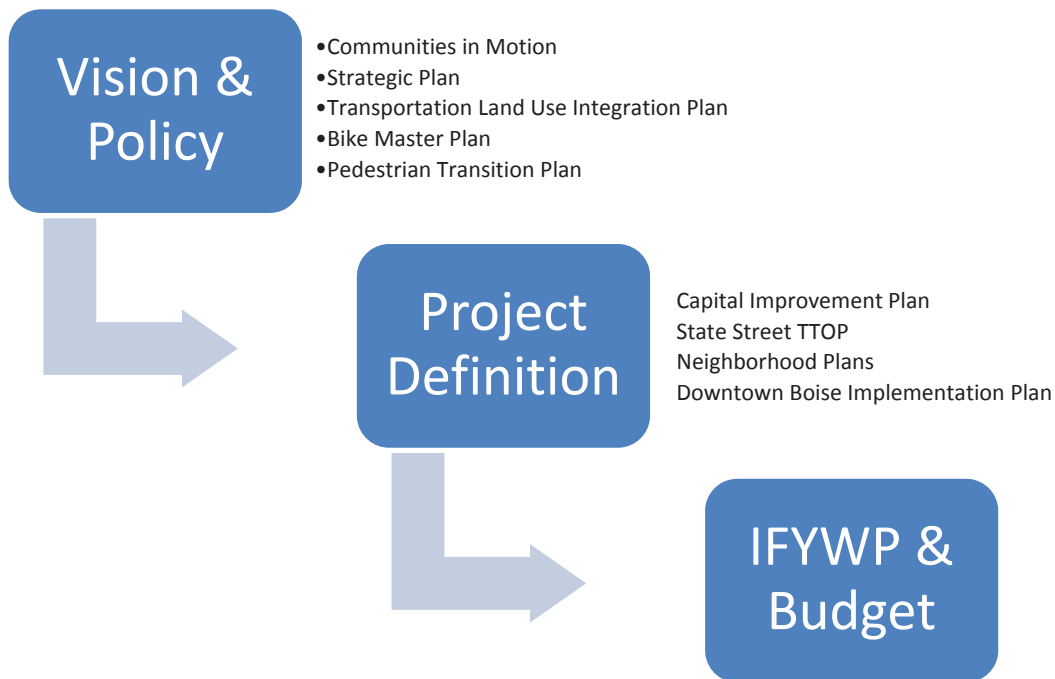 Vision &
Policy
•Communities in Motion
•Strategic Plan
•Transportation Land Use Integration Plan
•Bike Master Plan
•Pedestrian Transition Plan
Project
Definition
Capital Improvement Plan
State Street TTOP
Neighborhood Plans
Downtown Boise Implementation Plan
IFYWP &
Budget